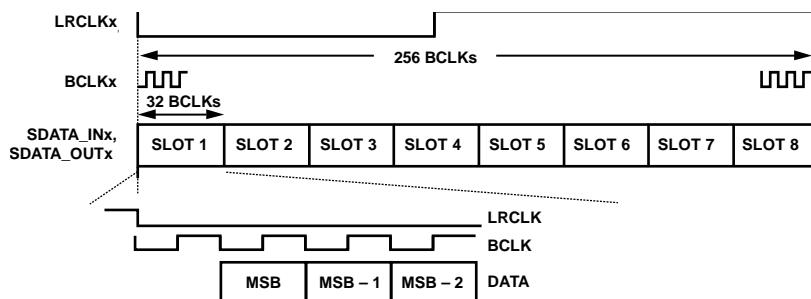 LRCLKx
256 BCLKs
BCLKx
32 BCLKs
SDATA_INx,
SDATA_OUTx
SLOT 1 SLOT 2 SLOT 3 SLOT 4 SLOT 5 SLOT 6 SLOT 7 SLOT 8
LRCLK
BCLK
MSB MSB – 1 MSB – 2 DATA